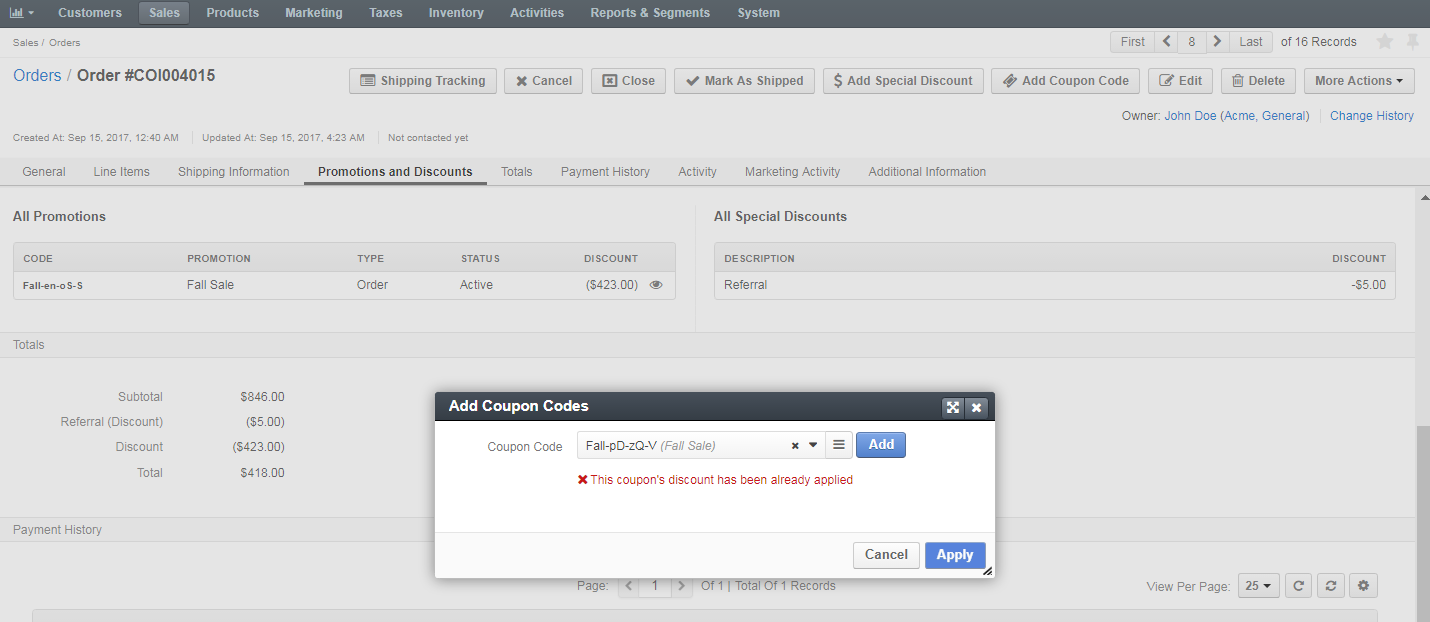 Customers Sales Products Marketing Taxes Inventory Activities Reports & Segments System
Sales / Orders
First 8 Last of 16 Records
Orders / Order #COI004015
Shipping Tracking Cancel Close Mark As Shipped $ Add Special Discount Add Coupon Code Edit Delete More Actions
Owner: John Doe (Acme, General) Change History
Created At: Sep 15, 2017, 12:40 AM Updated At: Sep 15, 2017, 4:23 AM Not contacted yet
General Line Items Shipping Information Promotions and Discounts Totals Payment History Activity Marketing Activity Additional Information
All Promotions
CODE PROMOTION TYPE STATUS DISCOUNT
Fall-en-oS-S Fall Sale Order Active ($423.00)
All Special Discounts
DESCRIPTION DISCOUNT
Referral -$5.00
Totals
Subtotal $846.00
Referral (Discount) ($5.00)
Discount ($423.00)
Total $418.00
Add Coupon Codes
Coupon Code Fall-pD-zQ-V (Fall Sale) Add
This coupon's discount has been already applied
Cancel Apply
Payment History
Page: 1 Of 1 | Total Of 1 Records View Per Page: 25